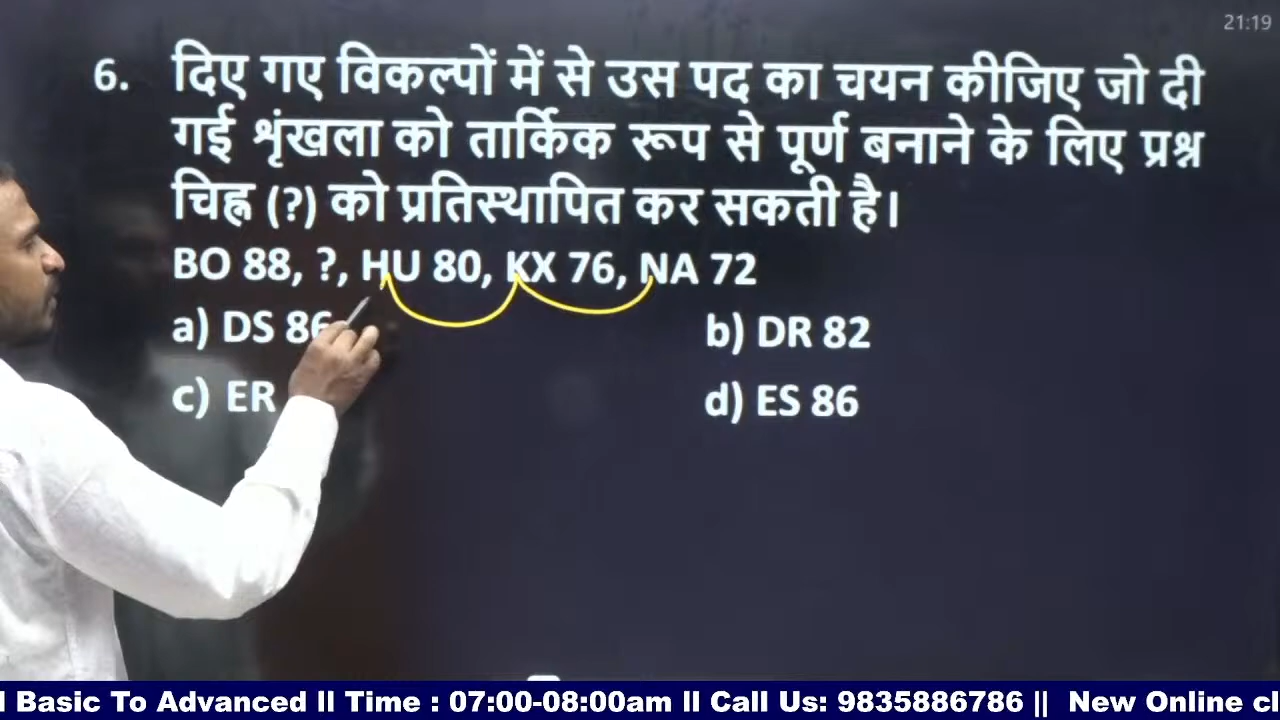 21:19
6. दिए गए विकल्पों में से उस पद का चयन कीजिए जो दी
गई शृंखला को तार्किक रूप से पूर्ण बनाने के लिए प्रश्न
चिह्न (?) को प्रतिस्थापित कर सकती है।
BO 88, ?, HU 80, KX 76, NA 72
a) DS 86
b) DR 82
c) ER
d) ES 86
Basic To Advanced ll Time : 07:00-08:00am ll Call Us: 9835886786 || New Online